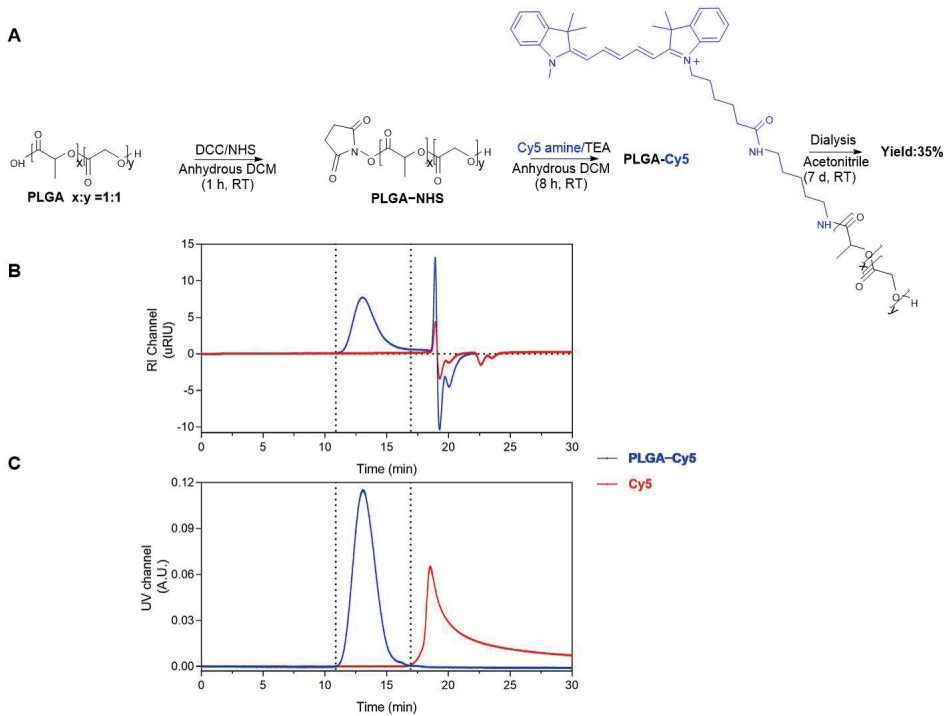 A
N
N
+
O
HN
NH
O
O
OH
O
x
O
O
y
H
PLGA x:y =1:1
DCC/NHS
Anhydrous DCM
(1 h, RT)
O
N
O
O
O
O
x
O
O
y
H
PLGA−NHS
Cy5 amine/TEA
Anhydrous DCM
(8 h, RT)
PLGA-Cy5
Dialysis
Acetonitrile
(7 d, RT)
Yield:35%
O
x
O
O
y
H
B
15
10
5
0
-5
-10
RI Channel
(uRIU)
0 5 10 15 20 25 30
Time (min)
C
0.12
0.09
0.06
0.03
0.00
UV channel
(A.U.)
0 5 10 15 20 25 30
Time (min)
PLGA−Cy5
Cy5